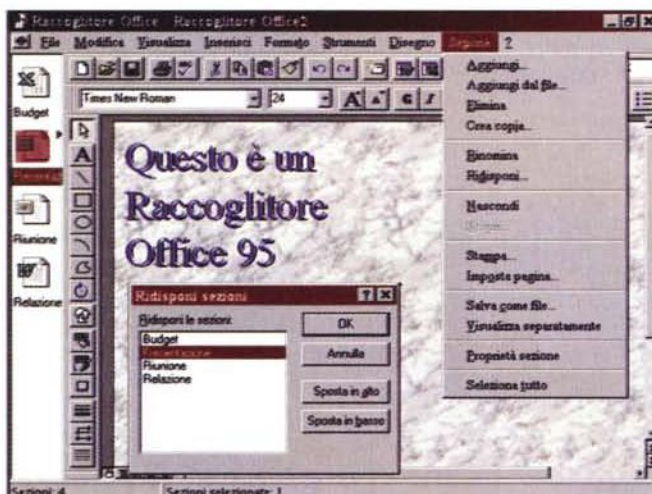 Raccoglitore Office - Raccoglitore Office2
File Modifica Visualizza Inserisci Formato Strumenti Disegno Sezione ?
Times New Roman 24 A A G I
Budget
Riunione
Relazione
Questo è un
Raccoglitore
Office 95
Aggiungi...
Aggiungi dal file...
Elimina
Crea copia...
Rinomina
Ridisponi...
Nascondi
Stampa...
Imposta pagina...
Salva come file...
Visualizza separatamente
Proprietà sezione
Seleziona tutto
Ridisponi sezioni
Ridisponi le sezioni:
Budget
Presentazione
Riunione
Relazione
OK
Annulla
Sposta in alto
Sposta in basso
Sezioni: 4 Sezioni selezionate: 1